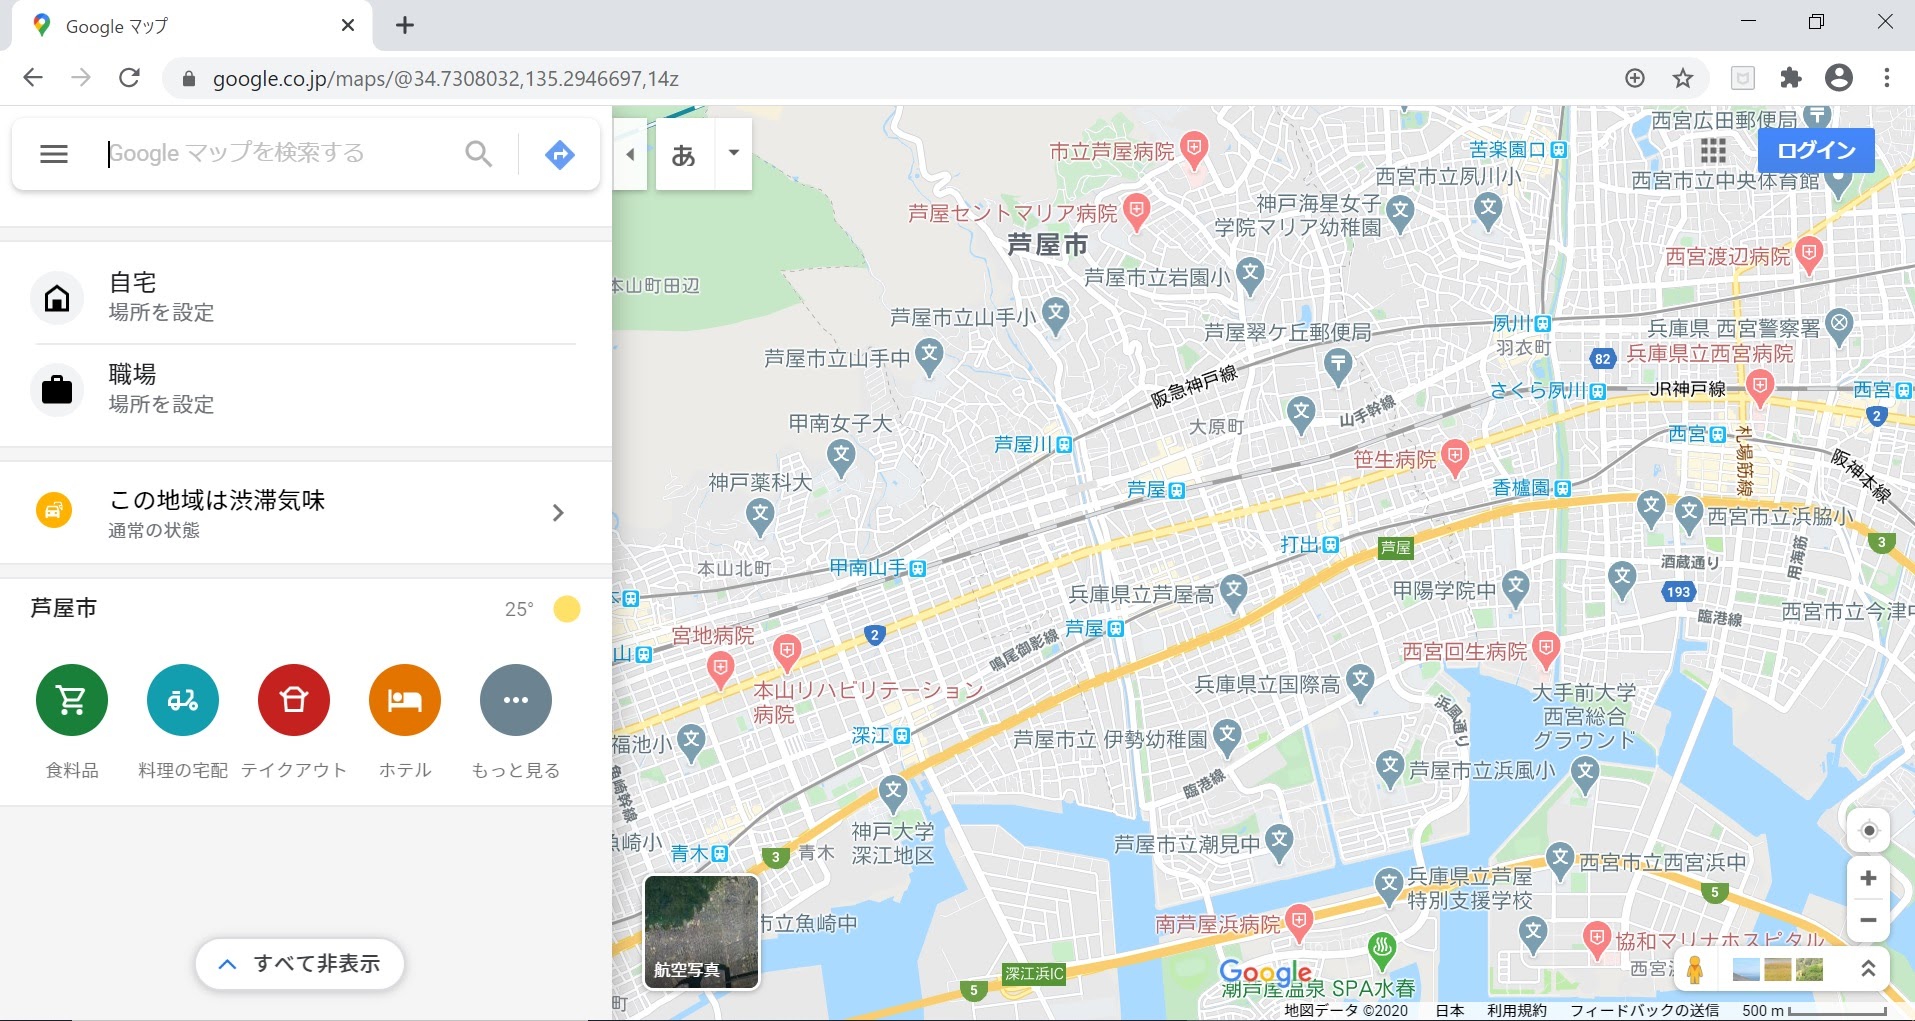 Google マップ
google.co.jp/maps/@34.7308032,135.2946697,14z
Google マップを検索する
あ
ログイン
自宅
場所を設定
職場
場所を設定
この地域は渋滞気味
通常の状態
芦屋市
25°
食料品
料理の宅配
テイクアウト
ホテル
もっと見る
すべて非表示
西宮広田郵便局
市立芦屋病院
苦楽園口
西宮市立夙川小
西宮市立中央体育館
芦屋セントマリア病院
神戸海星女子
学院マリア幼稚園
芦屋市
西宮渡辺病院
芦屋市立岩園小
本山町田辺
芦屋市立山手小
芦屋翠ケ丘郵便局
夙川
兵庫県 西宮警察署
羽衣町
82
兵庫県立西宮病院
芦屋市立山手中
阪急神戸線
さくら夙川
JR神戸線
西宮
2
山手幹線
甲南女子大
大原町
芦屋川
西宮
札場筋線
阪神本線
笹生病院
神戸薬科大
芦屋
香櫨園
西宮市立浜脇小
打出
芦屋
3
用海筋
酒蔵通り
本山北町
甲南山手
兵庫県立芦屋高
甲陽学院中
193
臨港線
西宮市立今津中
芦屋
宮地病院
2
鳴尾御影線
山
西宮回生病院
本山リハビリテーション
病院
兵庫県立国際高
大手前大学
西宮総合
グラウンド
浜風通り
福池小
深江
芦屋市立 伊勢幼稚園
芦屋市立浜風小
臨港線
魚崎幹線
神戸大学
深江地区
魚崎小
青木
3
青木
芦屋市立潮見中
西宮市立西宮浜中
兵庫県立芦屋
特別支援学校
5
市立魚崎中
南芦屋浜病院
協和マリナホスピタル
航空写真
深江浜IC
5
Google
潮芦屋温泉 SPA水春
西宮
町
地図データ ©2020
日本
利用規約
フィードバックの送信
500 m